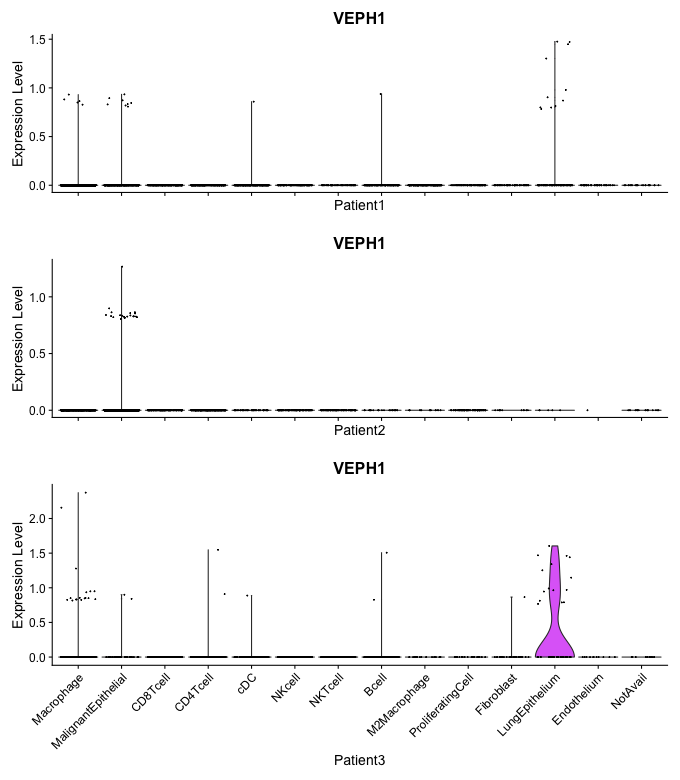 VEPH1
Expression Level
1.5
1.0
0.5
0.0
Patient1
VEPH1
Expression Level
1.0
0.5
0.0
Patient2
VEPH1
Expression Level
2.0
1.5
1.0
0.5
0.0
Macrophage
MalignantEpithelial
CD8Tcell
CD4Tcell
cDC
NKcell
NKTcell
Bcell
M2Macrophage
ProliferatingCell
Fibroblast
LungEpithelium
Endothelium
NotAvail
Patient3